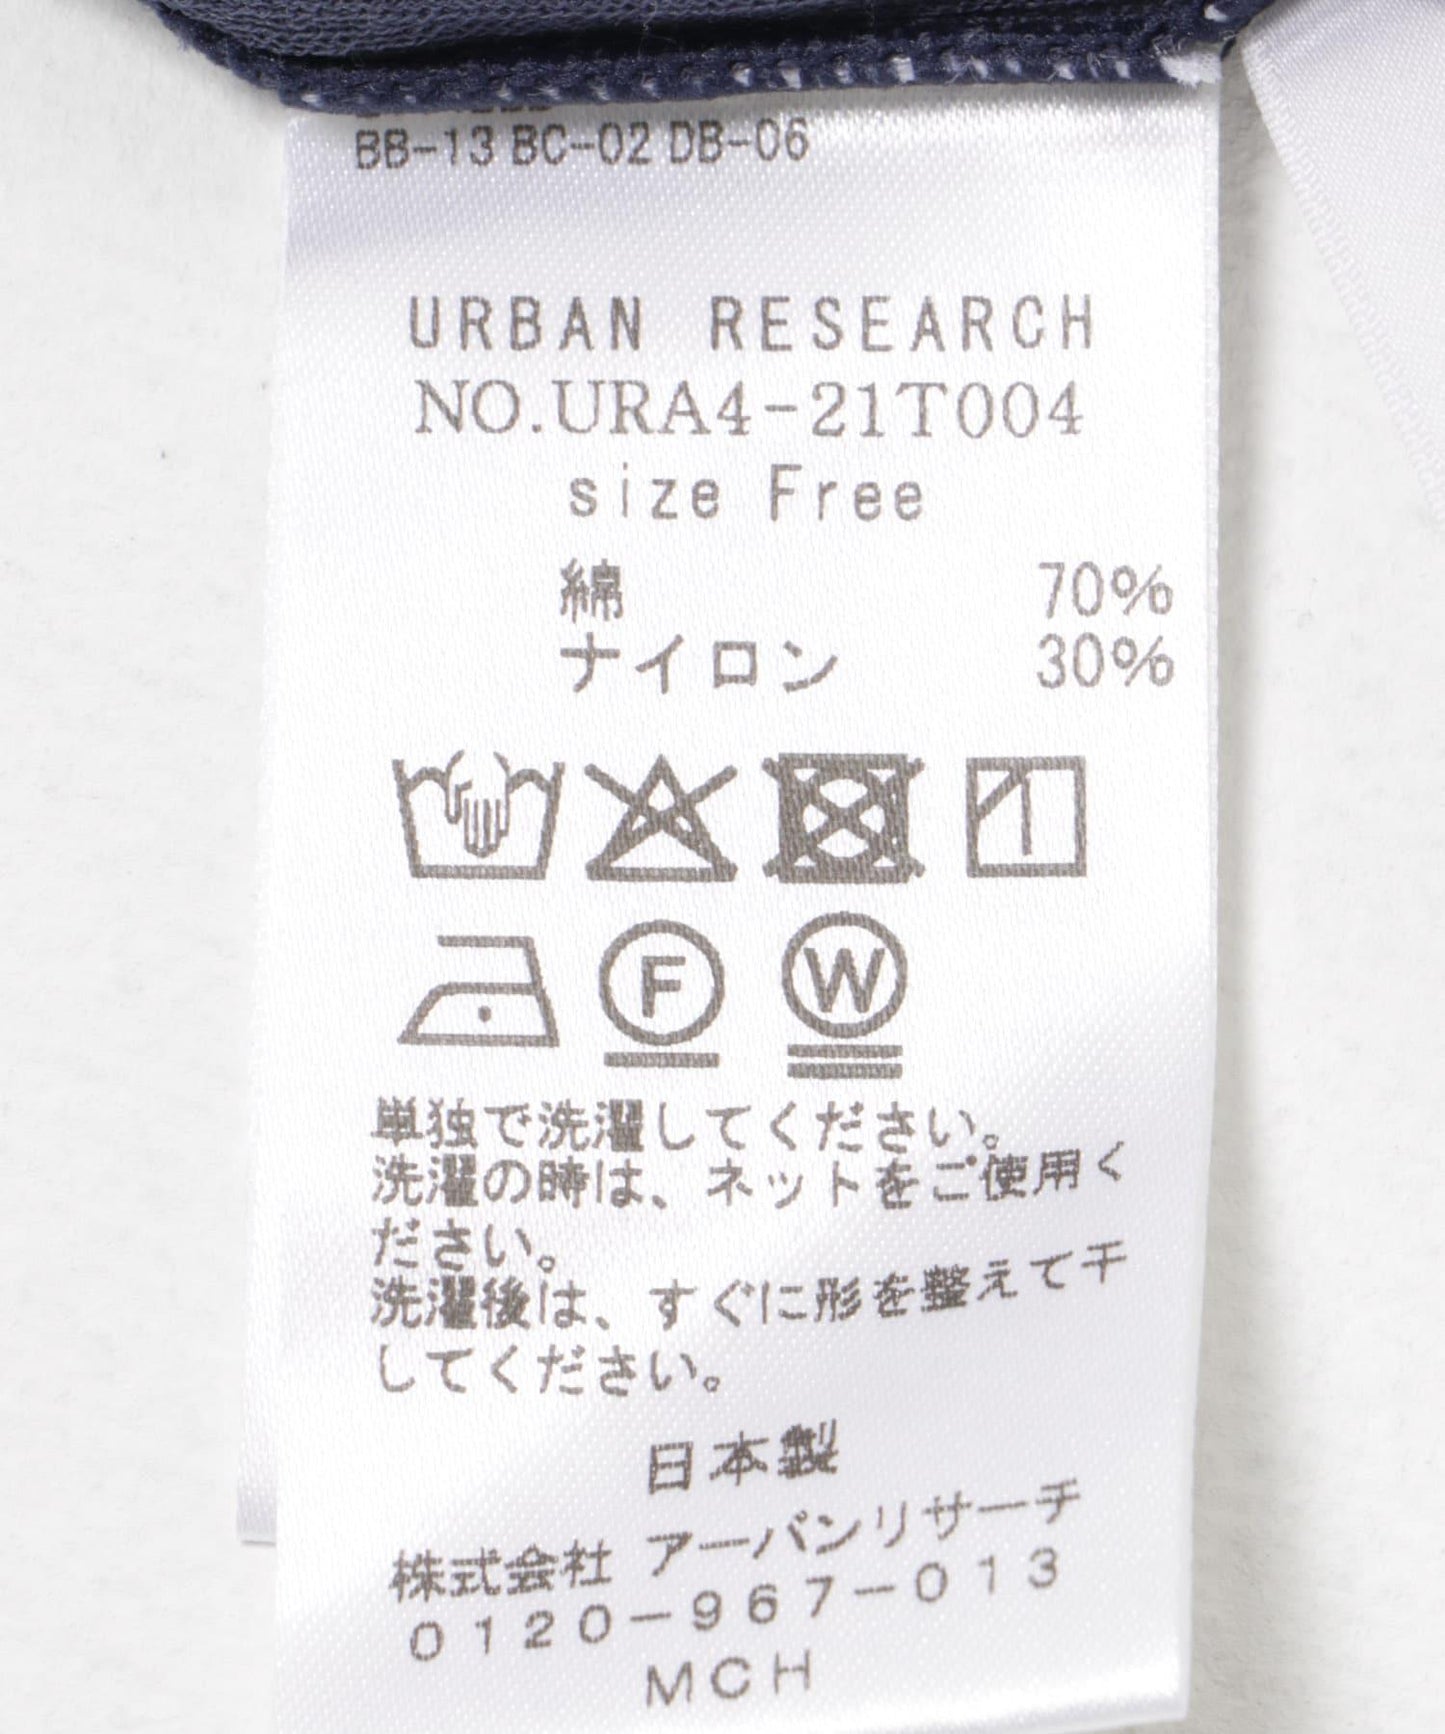 BB-13 BC-02 DB-06
URBAN RESEARCH
NO.URA4-21T004
size Free
綿 70%
ナイロン 30%
F W
単独で洗濯してください。
洗濯の時は、ネットをご使用く
ださい。
洗濯後は、すぐに形を整えて干
してください。
日本製
株式会社 アーバンリサーチ
0120-967-013
MCH